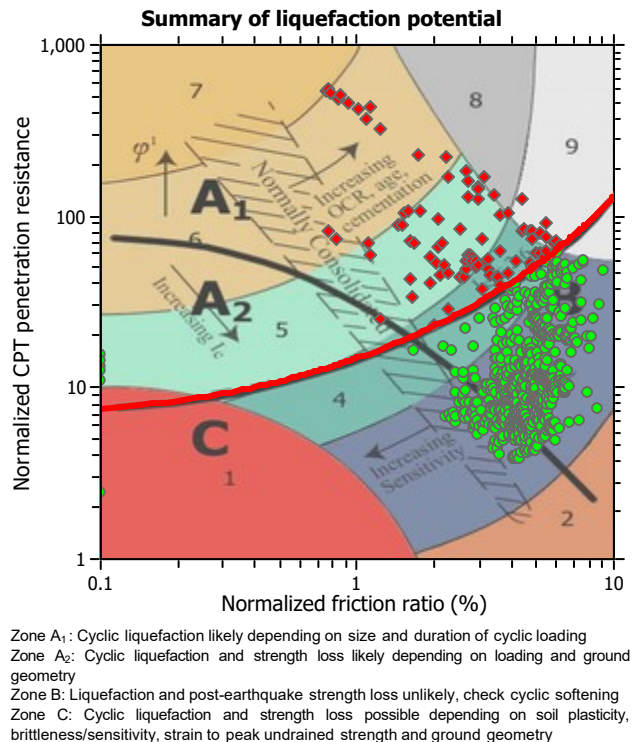 Summary of liquefaction potential
Normalized CPT penetration resistance
1,000
100
10
1
7
8
9
φ'
A1
Normally Consolidated
Increasing
OCR, age,
cementation
6
A2
Increasing Ic
5
4
B
C
1
Increasing
Sensitivity
2
0.1
1
10
Normalized friction ratio (%)
Zone A1: Cyclic liquefaction likely depending on size and duration of cyclic loading
Zone A2: Cyclic liquefaction and strength loss likely depending on loading and ground
geometry
Zone B: Liquefaction and post-earthquake strength loss unlikely, check cyclic softening
Zone C: Cyclic liquefaction and strength loss possible depending on soil plasticity,
brittleness/sensitivity, strain to peak undrained strength and ground geometry